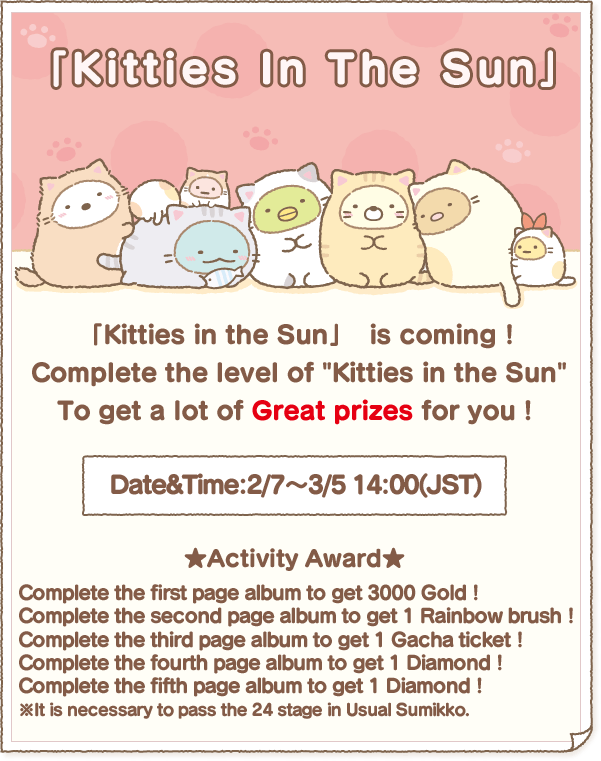 「Kitties In The Sun」
「Kitties in the Sun」 is coming !
Complete the level of "Kitties in the Sun"
To get a lot of Great prizes for you !
Date&Time:2/7～3/5 14:00(JST)
★Activity Award★
Complete the first page album to get 3000 Gold !
Complete the second page album to get 1 Rainbow brush !
Complete the third page album to get 1 Gacha ticket !
Complete the fourth page album to get 1 Diamond !
Complete the fifth page album to get 1 Diamond !
※It is necessary to pass the 24 stage in Usual Sumikko.